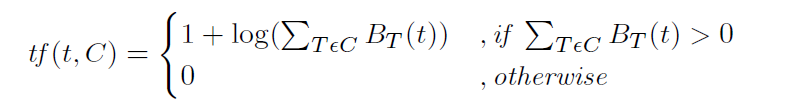 tf(t, C) = { 1 + log(∑_{TϵC} B_T(t)) , if ∑_{TϵC} B_T(t) > 0
0 , otherwise